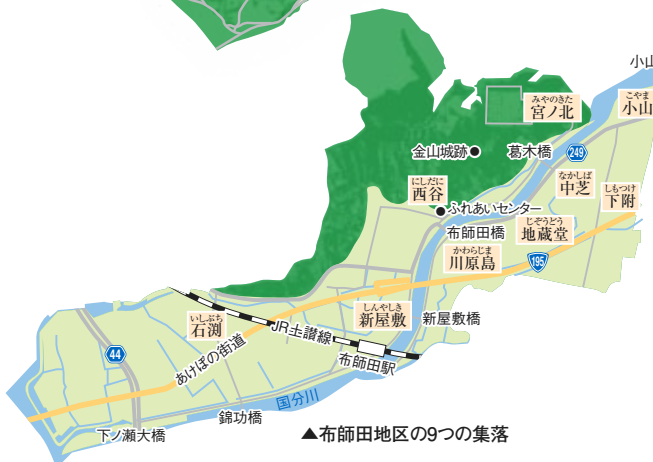 小山
こやま
小山
みやのきた
宮ノ北
金山城跡
葛木橋
249
にしだに
西谷
なかしば
中芝
しもつけ
下附
ふれあいセンター
じぞうどう
地蔵堂
布師田橋
かわらじま
川原島
195
しんやしき
新屋敷
新屋敷橋
いしぶち
石渕
JR土讃線
44
あけぼの街道
布師田駅
国分川
錦功橋
下ノ瀬大橋
▲布師田地区の9つの集落